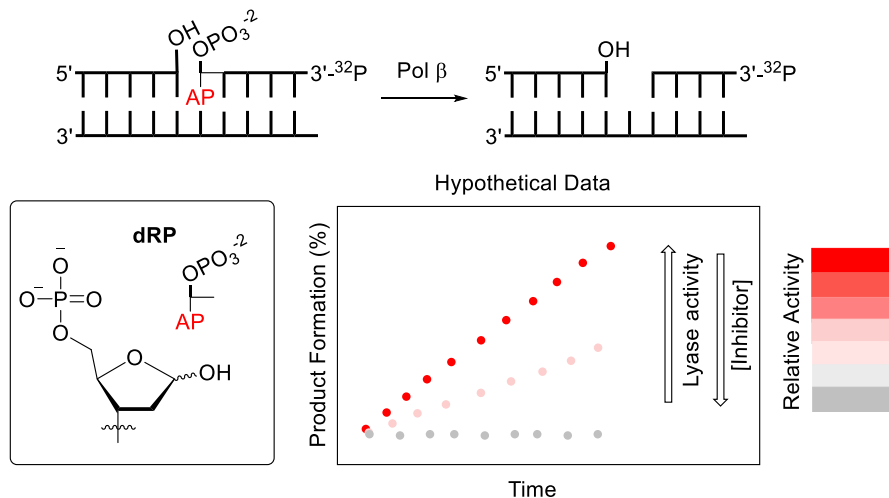 OH
OPO₃⁻²
5' 3'-³²P
AP
3'
Pol β
OH
5' 3'-³²P
3'
dRP
OPO₃⁻²
AP
O⁻
⁻O P O
O
O
OH
Hypothetical Data
Product Formation (%)
Time
Lyase activity
[Inhibitor]
Relative Activity